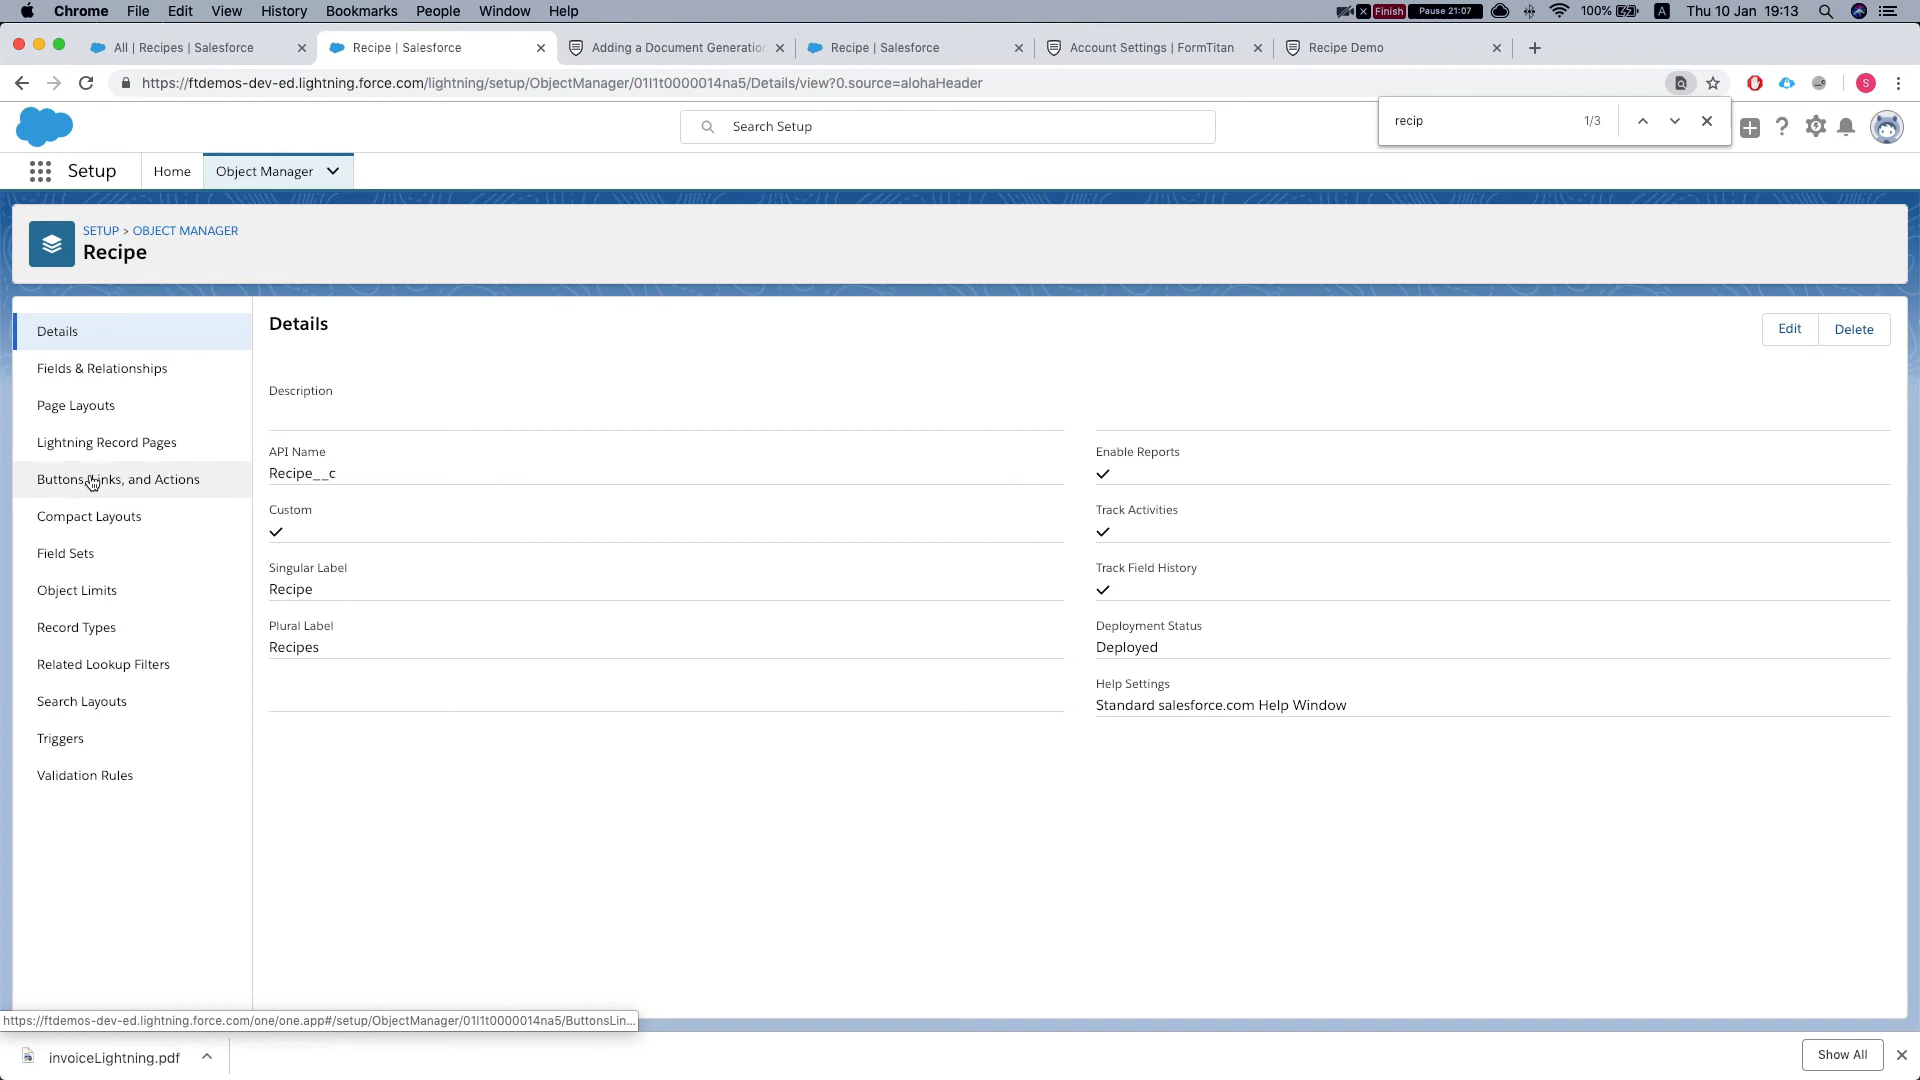 Chrome File Edit View History Bookmarks People Window Help Finish Pause 21:07 100% A Thu 10 Jan 19:13
All | Recipes | Salesforce Recipe | Salesforce Adding a Document Generation Recipe | Salesforce Account Settings | FormTitan Recipe Demo
https://ftdemos-dev-ed.lightning.force.com/lightning/setup/ObjectManager/01I1t0000014na5/Details/view?0.source=alohaHeader S
Search Setup
recip 1/3
Setup Home Object Manager
SETUP > OBJECT MANAGER
Recipe
Details
Fields & Relationships
Page Layouts
Lightning Record Pages
Buttons, Links, and Actions
Compact Layouts
Field Sets
Object Limits
Record Types
Related Lookup Filters
Search Layouts
Triggers
Validation Rules
Details
Edit Delete
Description
API Name
Recipe__c
Custom
Singular Label
Recipe
Plural Label
Recipes
Enable Reports
Track Activities
Track Field History
Deployment Status
Deployed
Help Settings
Standard salesforce.com Help Window
https://ftdemos-dev-ed.lightning.force.com/one/one.app#/setup/ObjectManager/01I1t0000014na5/ButtonsLin...
invoiceLightning.pdf
Show All